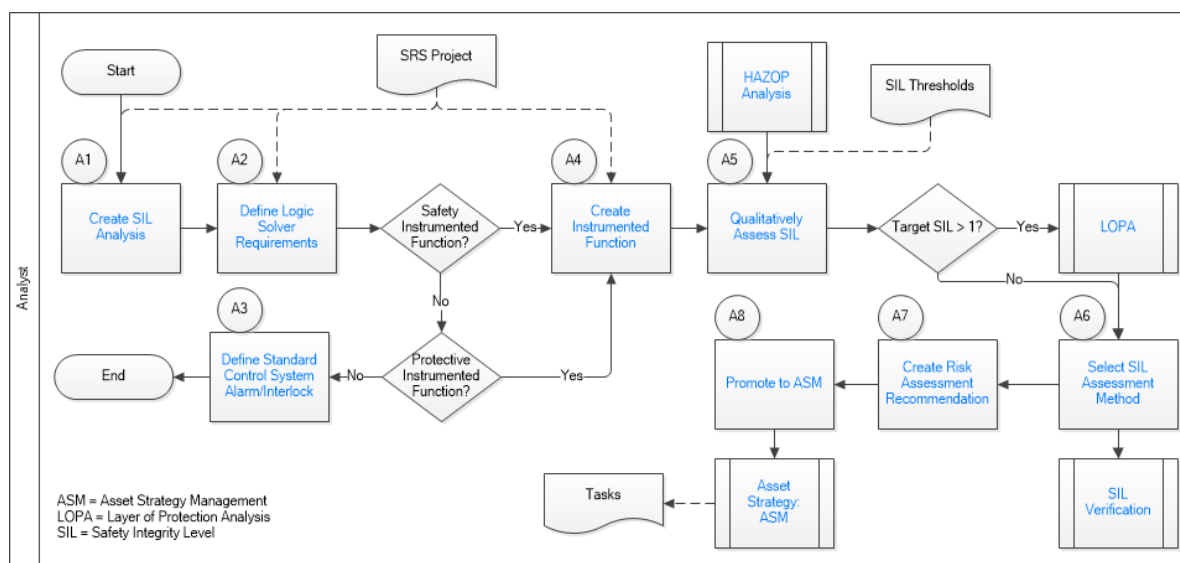 Start
SRS Project
HAZOP
Analysis
SIL Thresholds
A1
A2
A4
A5
Create SIL
Analysis
Define Logic
Solver
Requirements
Safety
Instrumented
Function?
Yes
Create
Instrumented
Function
Qualitatively
Assess SIL
Target SIL > 1?
Yes
LOPA
No
No
Analyst
A3
A8
A7
A6
End
Define Standard
Control System
Alarm/Interlock
No
Protective
Instrumented
Function?
Yes
Promote to ASM
Create Risk
Assessment
Recommendation
Select SIL
Assessment
Method
ASM = Asset Strategy Management
LOPA = Layer of Protection Analysis
SIL = Safety Integrity Level
Tasks
Asset
Strategy:
ASM
SIL
Verification